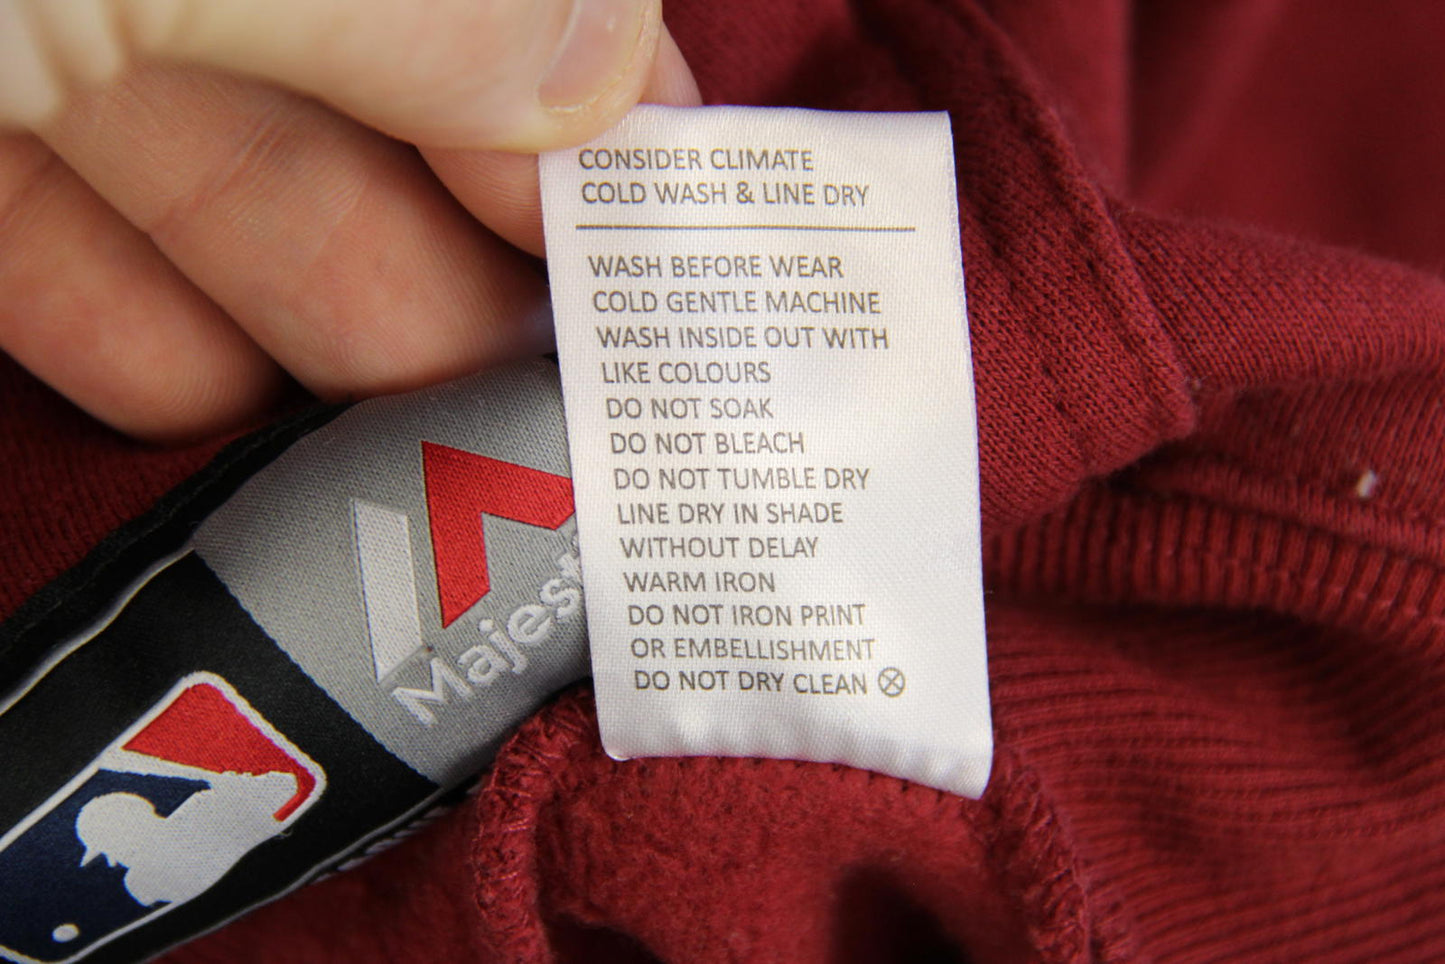 CONSIDER CLIMATE
COLD WASH & LINE DRY
WASH BEFORE WEAR
COLD GENTLE MACHINE
WASH INSIDE OUT WITH
LIKE COLOURS
DO NOT SOAK
DO NOT BLEACH
DO NOT TUMBLE DRY
LINE DRY IN SHADE
WITHOUT DELAY
WARM IRON
DO NOT IRON PRINT
OR EMBELLISHMENT
DO NOT DRY CLEAN
Majest